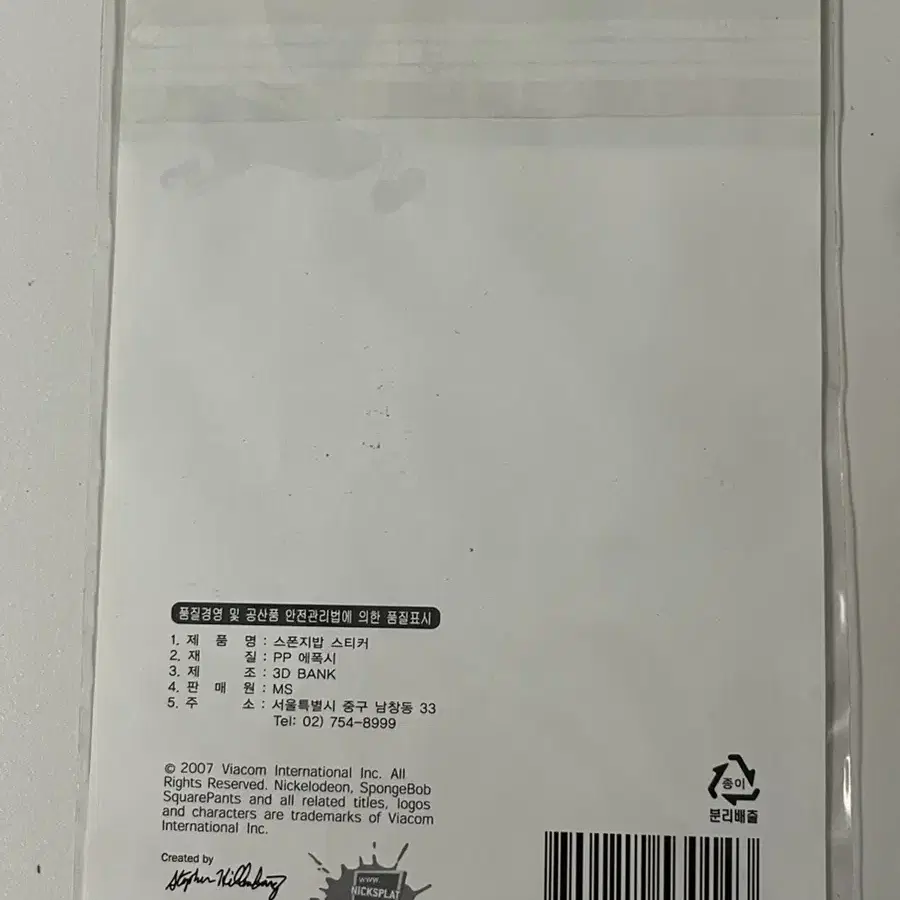 품질경영 및 공산품 안전관리법에 의한 품질표시
1. 제 품 명 : 스폰지밥 스티커
2. 재 질 : PP 에폭시
3. 제 조 : 3D BANK
4. 판 매 원 : MS
5. 주 소 : 서울특별시 중구 남창동 33
Tel: 02) 754-8999
© 2007 Viacom International Inc. All
Rights Reserved. Nickelodeon, SpongeBob
SquarePants and all related titles, logos
and characters are trademarks of Viacom
International Inc.
Created by
Stephen Hillenburg
www.
NICKSPLAT
종이
분리배출